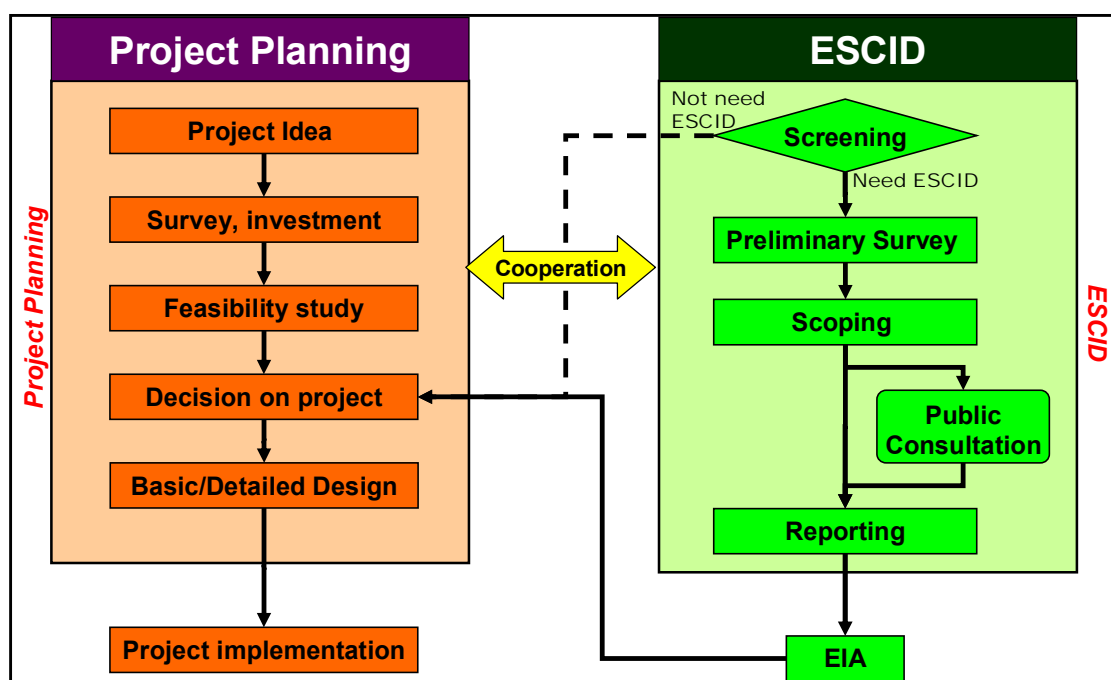 Project Planning
ESCID
Project Planning
Project Idea
Survey, investment
Feasibility study
Decision on project
Basic/Detailed Design
Project implementation
Cooperation
Not need
ESCID
Screening
Need ESCID
Preliminary Survey
Scoping
Public
Consultation
Reporting
EIA
ESCID